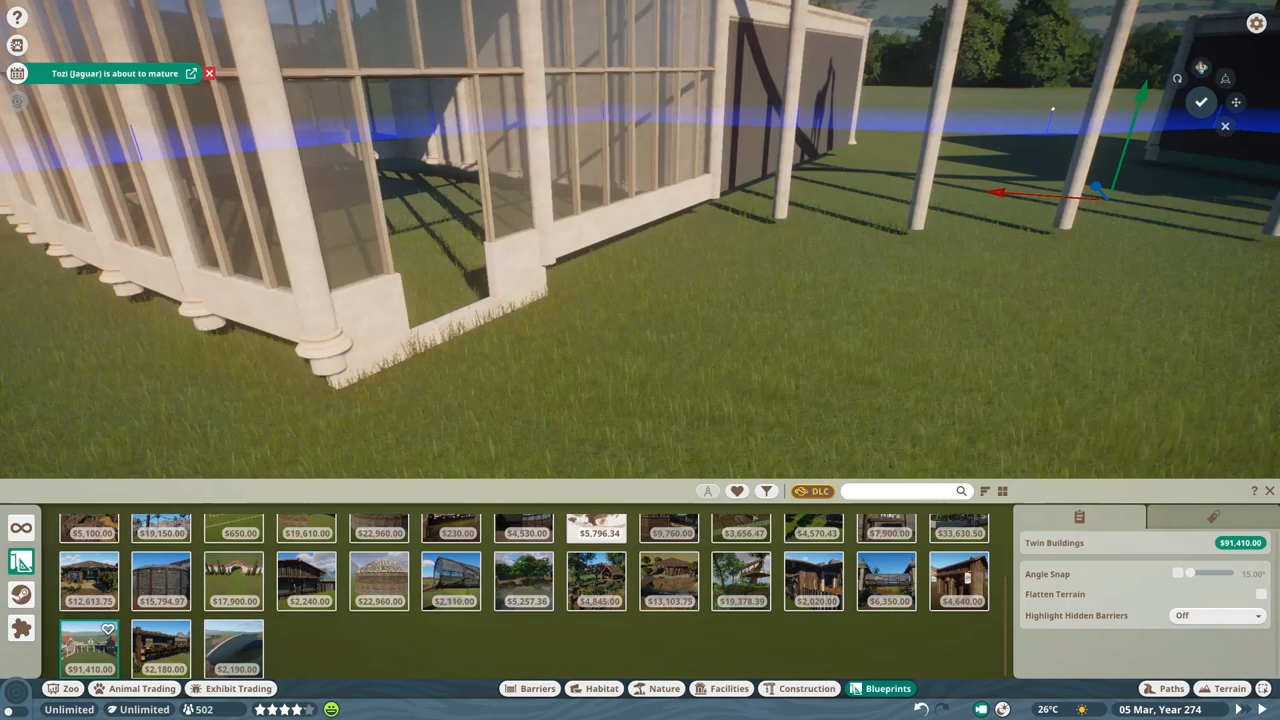 ?
Tozi (Jaguar) is about to mature
DLC
?
$5,100.00 $19,150.00 $650.00 $19,610.00 $22,960.00 $230.00 $4,530.00 $5,796.34 $9,760.00 $3,656.47 $4,570.43 $7,900.00 $33,630.50
$12,613.75 $15,794.97 $17,900.00 $2,240.00 $22,960.00 $2,110.00 $5,257.36 $4,845.00 $13,103.75 $19,378.39 $2,020.00 $6,350.00 $4,640.00
$91,410.00 $2,180.00 $2,190.00
Twin Buildings $91,410.00
Angle Snap 15.00°
Flatten Terrain
Highlight Hidden Barriers Off
Zoo Animal Trading Exhibit Trading Barriers Habitat Nature Facilities Construction Blueprints Paths Terrain
Unlimited Unlimited 502 26°C 05 Mar, Year 274